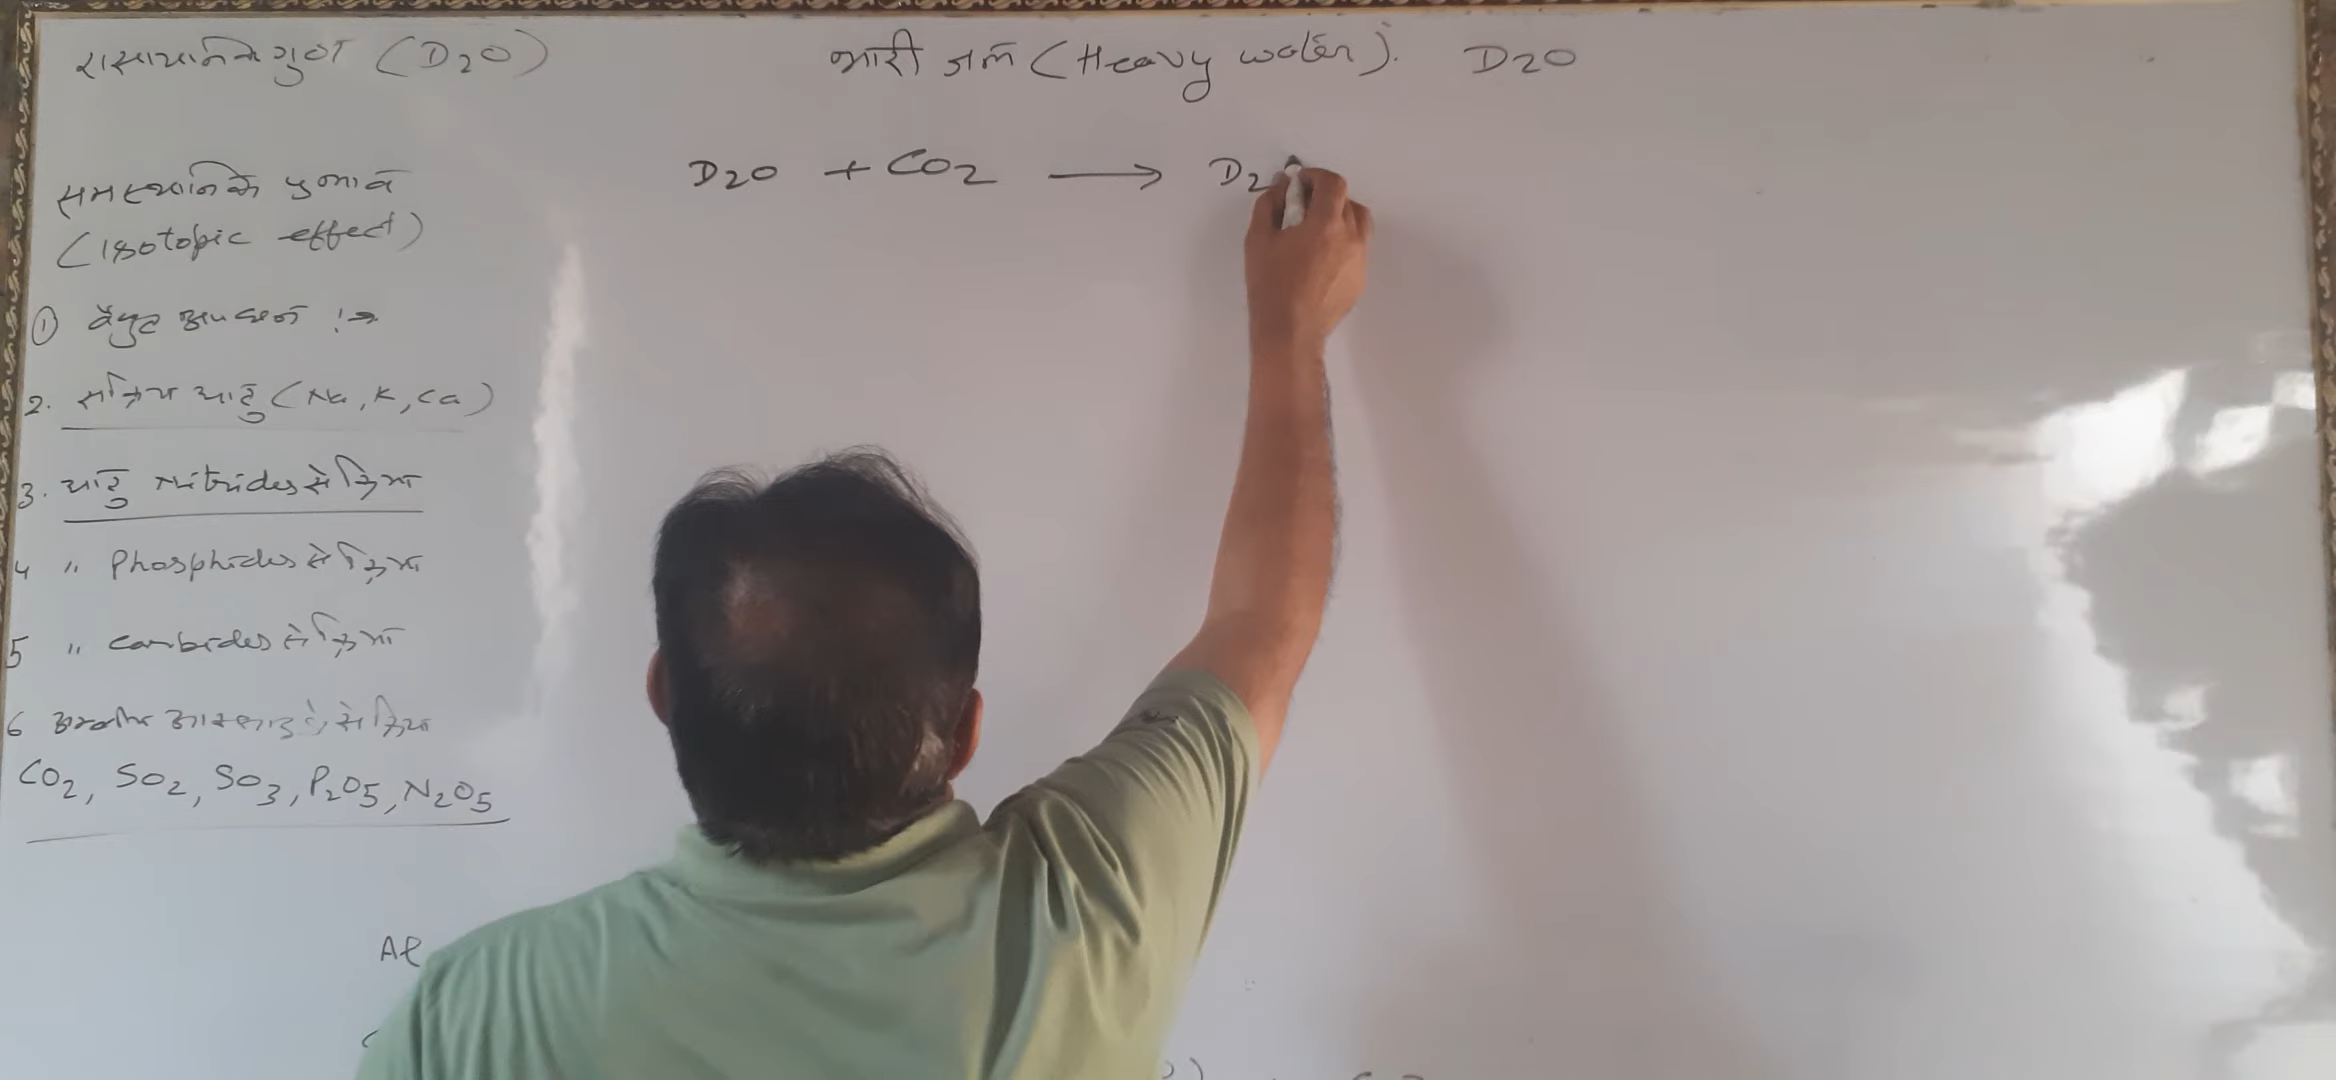 रासायनिक गुण (D2O)
भारी जल (Heavy water). D2O
D2O + CO2 ⟶ D2
समस्थानिक प्रभाव
(Isotopic effect)
① वैद्युत अपघटन :→
2. सक्रिय धातु (Na, K, Ca)
3. धातु Nitrides से क्रिया
4 " Phosphides से क्रिया
5 " Carbides से क्रिया
6 अम्लीय आक्साइडो से क्रिया
CO2, SO2, SO3, P2O5, N2O5
Al